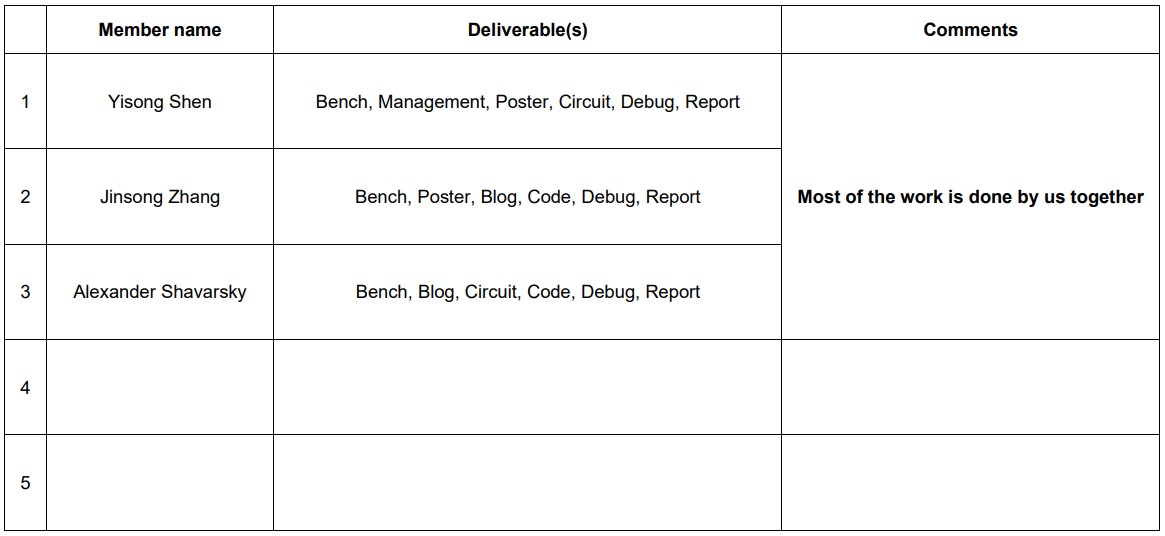 Member name Deliverable(s) Comments
1 Yisong Shen Bench, Management, Poster, Circuit, Debug, Report
2 Jinsong Zhang Bench, Poster, Blog, Code, Debug, Report Most of the work is done by us together
3 Alexander Shavarsky Bench, Blog, Circuit, Code, Debug, Report
4
5